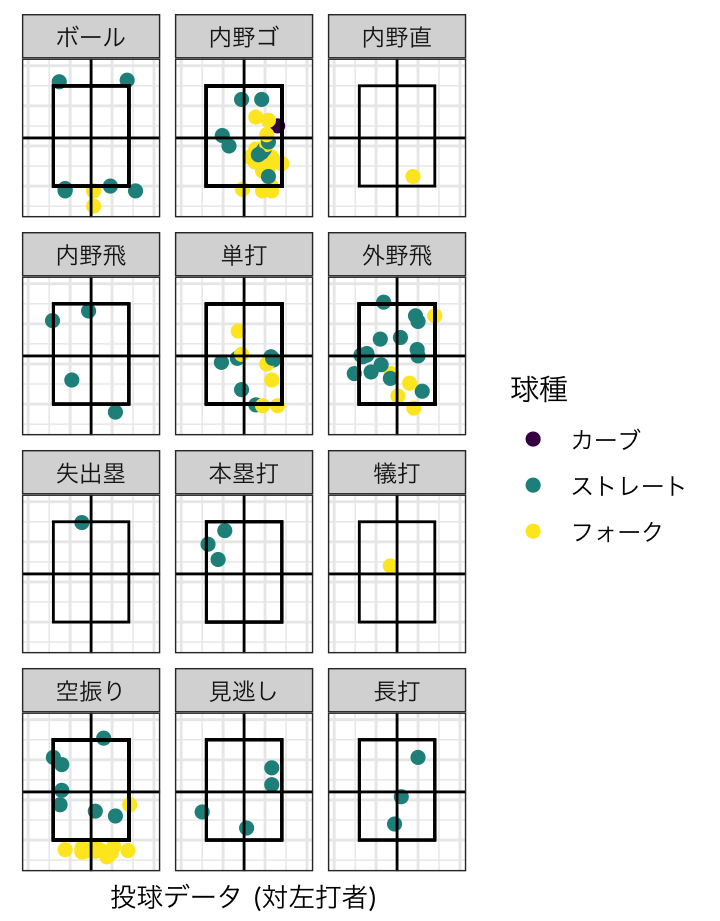 ボール
内野ゴ
内野直
内野飛
単打
外野飛
失出塁
本塁打
犠打
空振り
見逃し
長打
球種
カーブ
ストレート
フォーク
投球データ (対左打者)